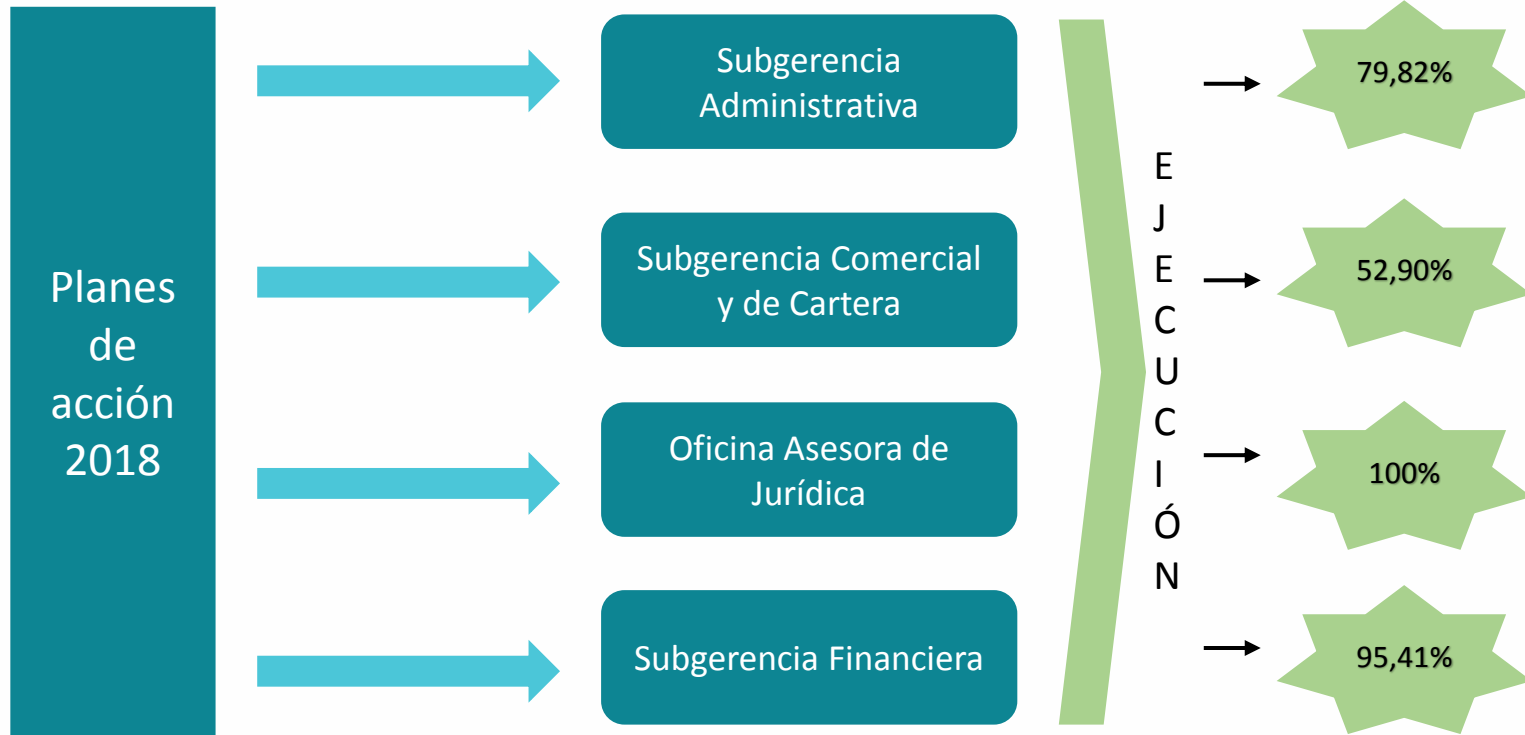 Planes
de
acción
2018
Subgerencia
Administrativa
Subgerencia Comercial
y de Cartera
Oficina Asesora de
Jurídica
Subgerencia Financiera
E
J
E
C
U
C
I
Ó
N
79,82%
52,90%
100%
95,41%